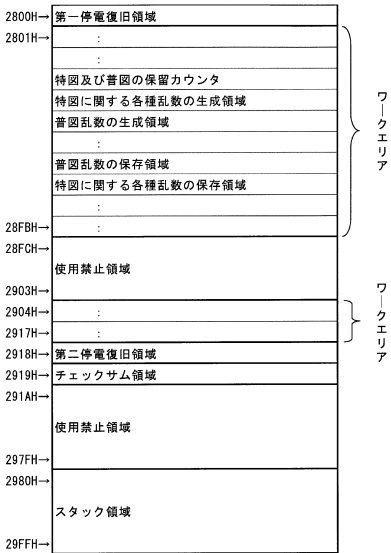 2800H→ 第一停電復旧領域
2801H→ :
:
特図及び普図の保留カウンタ
特図に関する各種乱数の生成領域
普図乱数の生成領域
:
普図乱数の保存領域
特図に関する各種乱数の保存領域
:
28FBH→ :
ワークエリア
28FCH→
使用禁止領域
2903H→
2904H→ :
2917H→ :
ワークエリア
2918H→ 第二停電復旧領域
2919H→ チェックサム領域
291AH→
使用禁止領域
297FH→
2980H→
スタック領域
29FFH→